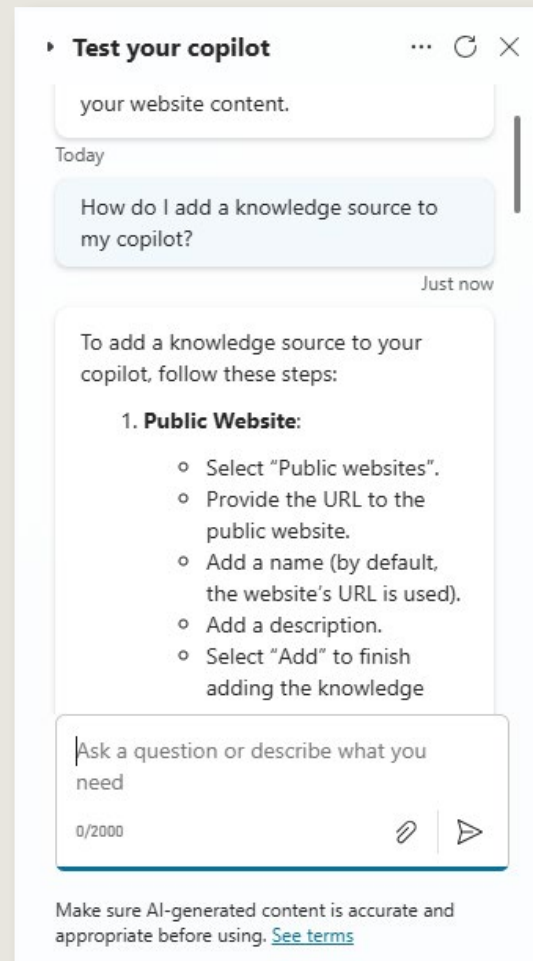 Test your copilot
your website content.
Today
How do I add a knowledge source to
my copilot?
Just now
To add a knowledge source to your
copilot, follow these steps:
1. Public Website:
Select “Public websites”.
Provide the URL to the
public website.
Add a name (by default,
the website’s URL is used).
Add a description.
Select “Add” to finish
adding the knowledge
Ask a question or describe what you
need
0/2000
Make sure AI-generated content is accurate and
appropriate before using. See terms